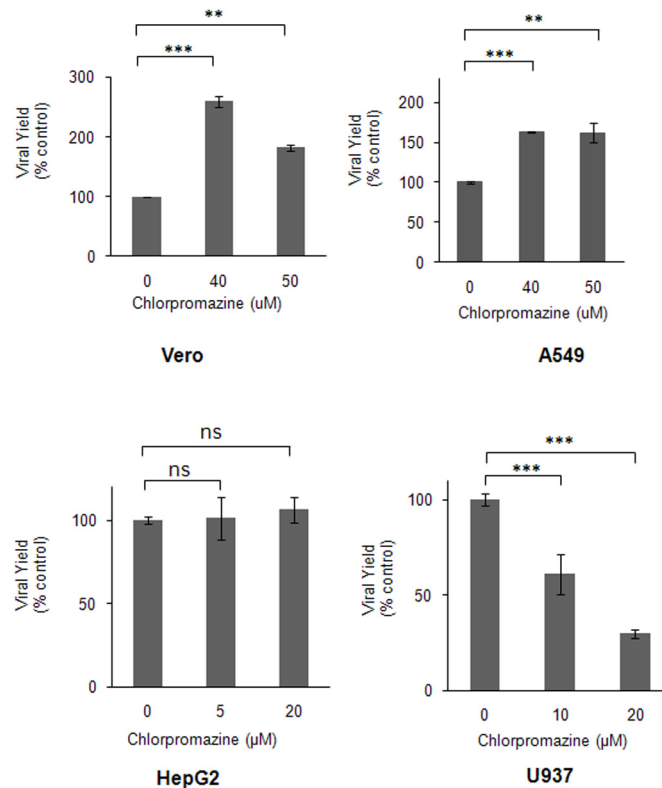 **
***
300
200
100
0
Viral Yield
(% control)
0 40 50
Chlorpromazine (uM)
Vero
**
***
200
150
100
50
0
Viral Yield
(% control)
0 40 50
Chlorpromazine (uM)
A549
ns
ns
100
50
0
Viral Yield
(% control)
0 5 20
Chlorpromazine (µM)
HepG2
***
***
100
50
0
Viral Yield
(% control)
0 10 20
Chlorpromazine (µM)
U937